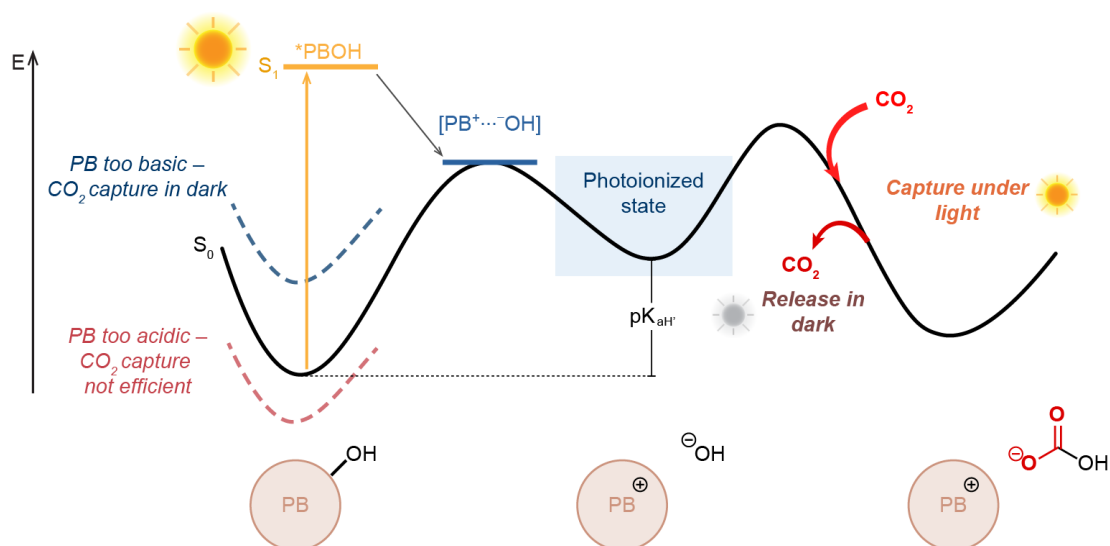 E
S₁
*PBOH
[PB⁺···⁻OH]
PB too basic –
CO₂ capture in dark
S₀
PB too acidic –
CO₂ capture
not efficient
Photoionized
state
pKaH'
CO₂
CO₂
Capture under
light
Release in
dark
OH
PB
⊖OH
PB⊕
PB⊕
O
⊖O
OH